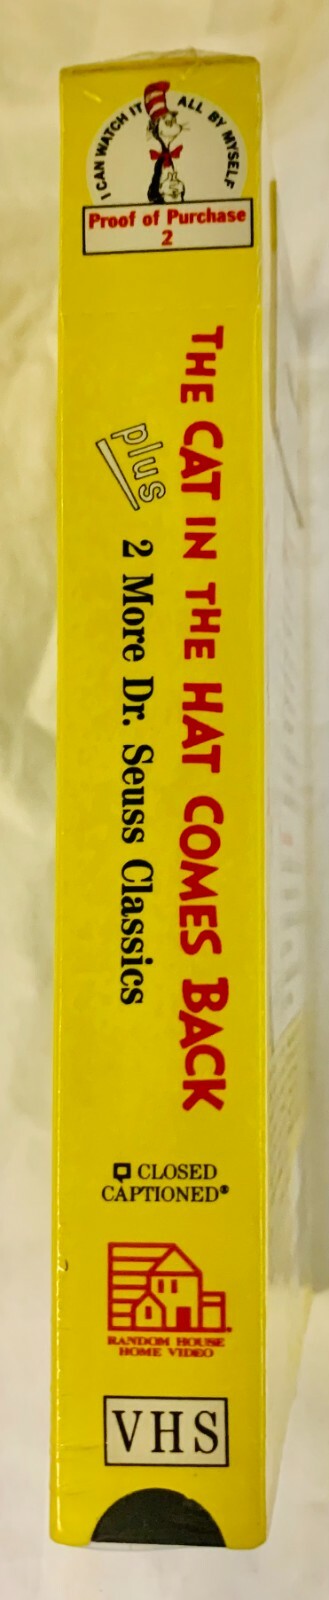 I CAN WATCH IT ALL BY MYSELF
Proof of Purchase
2
THE CAT IN THE HAT COMES BACK
plus 2 More Dr. Seuss Classics
CLOSED
CAPTIONED®
RANDOM HOUSE
HOME VIDEO
VHS